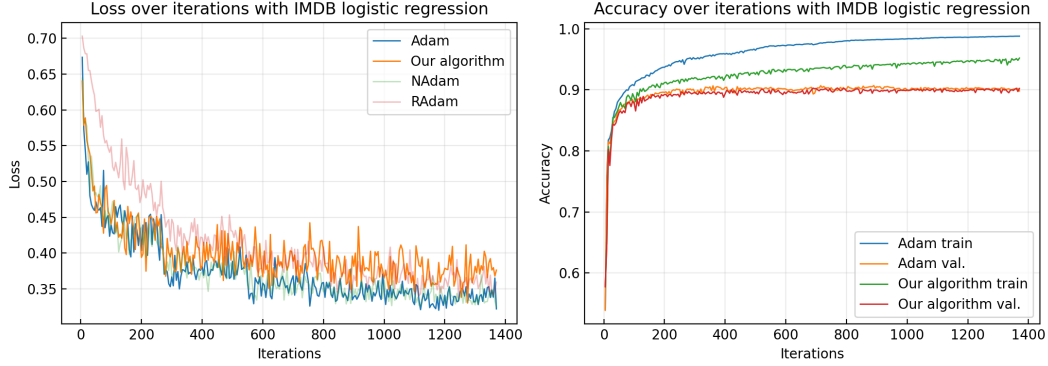 Loss over iterations with IMDB logistic regression
0.70
0.65
0.60
0.55
0.50
0.45
0.40
0.35
Loss
0 200 400 600 800 1000 1200 1400
Iterations
Adam
Our algorithm
NAdam
RAdam
Accuracy over iterations with IMDB logistic regression
1.0
0.9
0.8
0.7
0.6
Accuracy
0 200 400 600 800 1000 1200 1400
Iterations
Adam train
Adam val.
Our algorithm train
Our algorithm val.